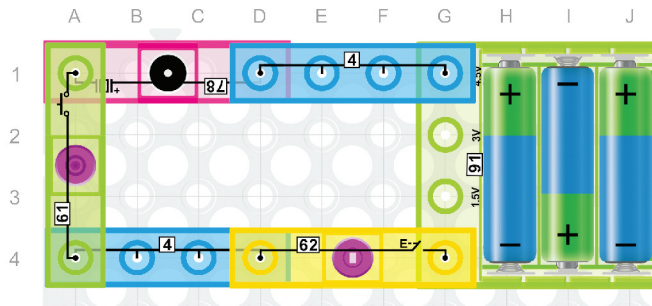 A B C D E F G H I J
1
2
3
4
+
78
4
4.5V
3V
1.5V
91
+ − +
− + −
61
4
62
E